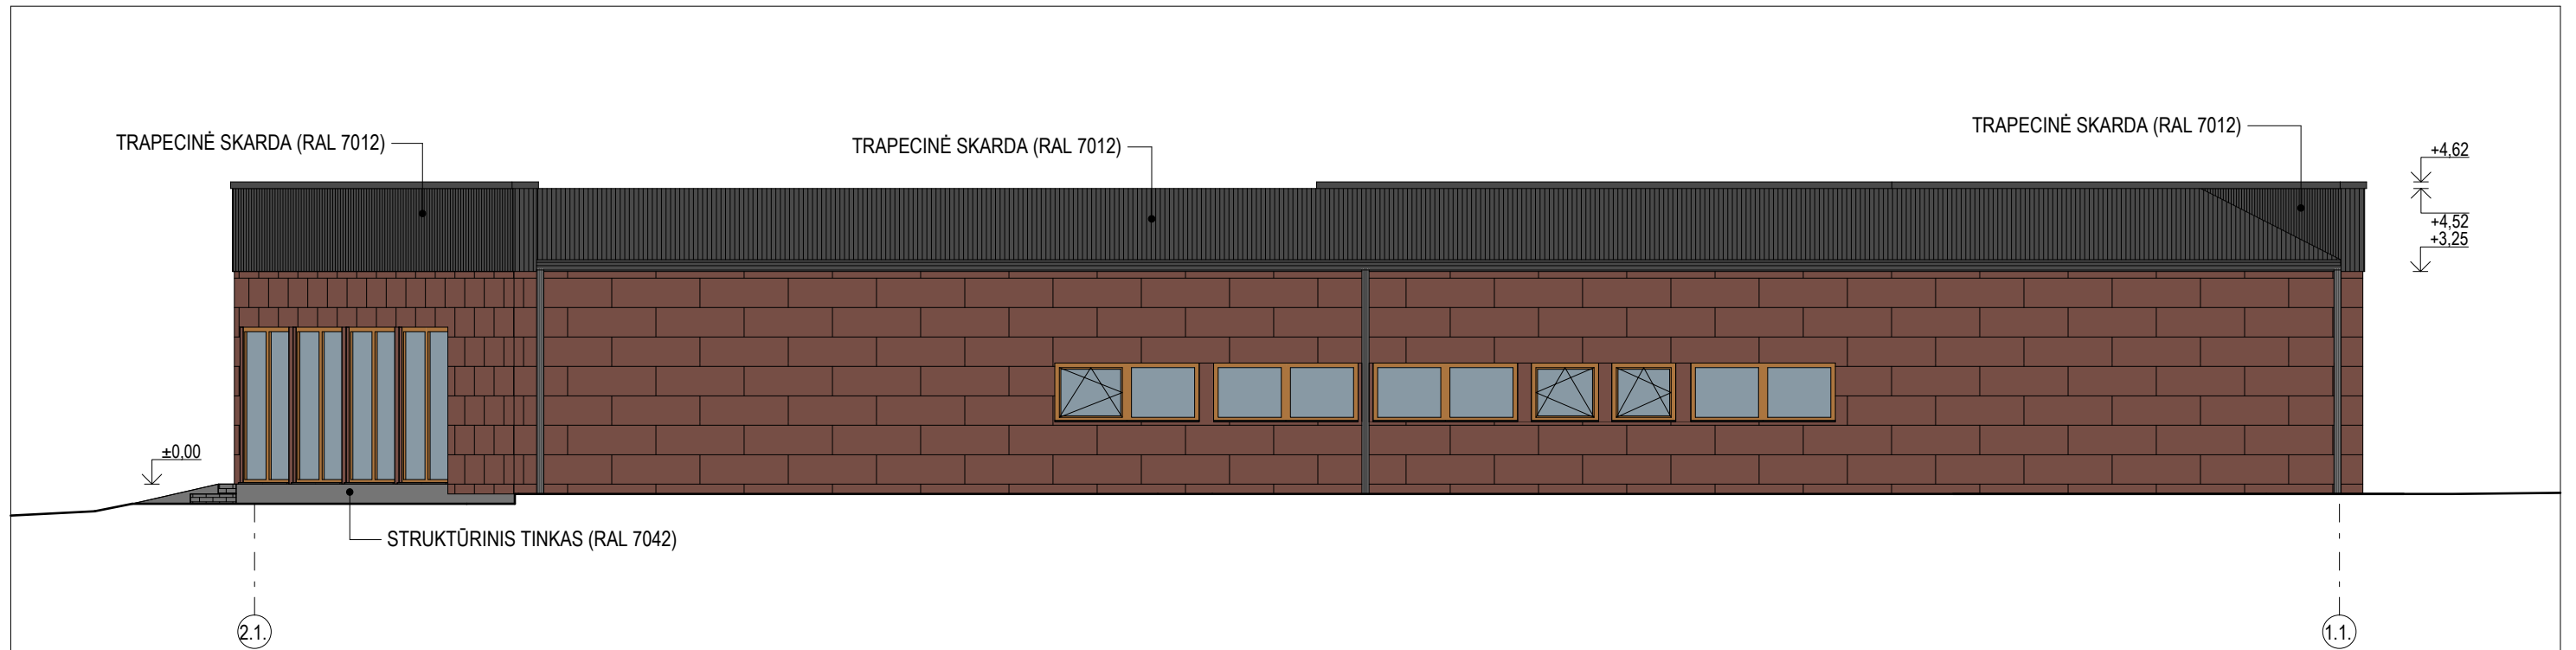 TRAPECINĖ SKARDA (RAL 7012)
TRAPECINĖ SKARDA (RAL 7012)
TRAPECINĖ SKARDA (RAL 7012)
+4,62
+4,52
+3,25
±0,00
STRUKTŪRINIS TINKAS (RAL 7042)
2.1.
1.1.